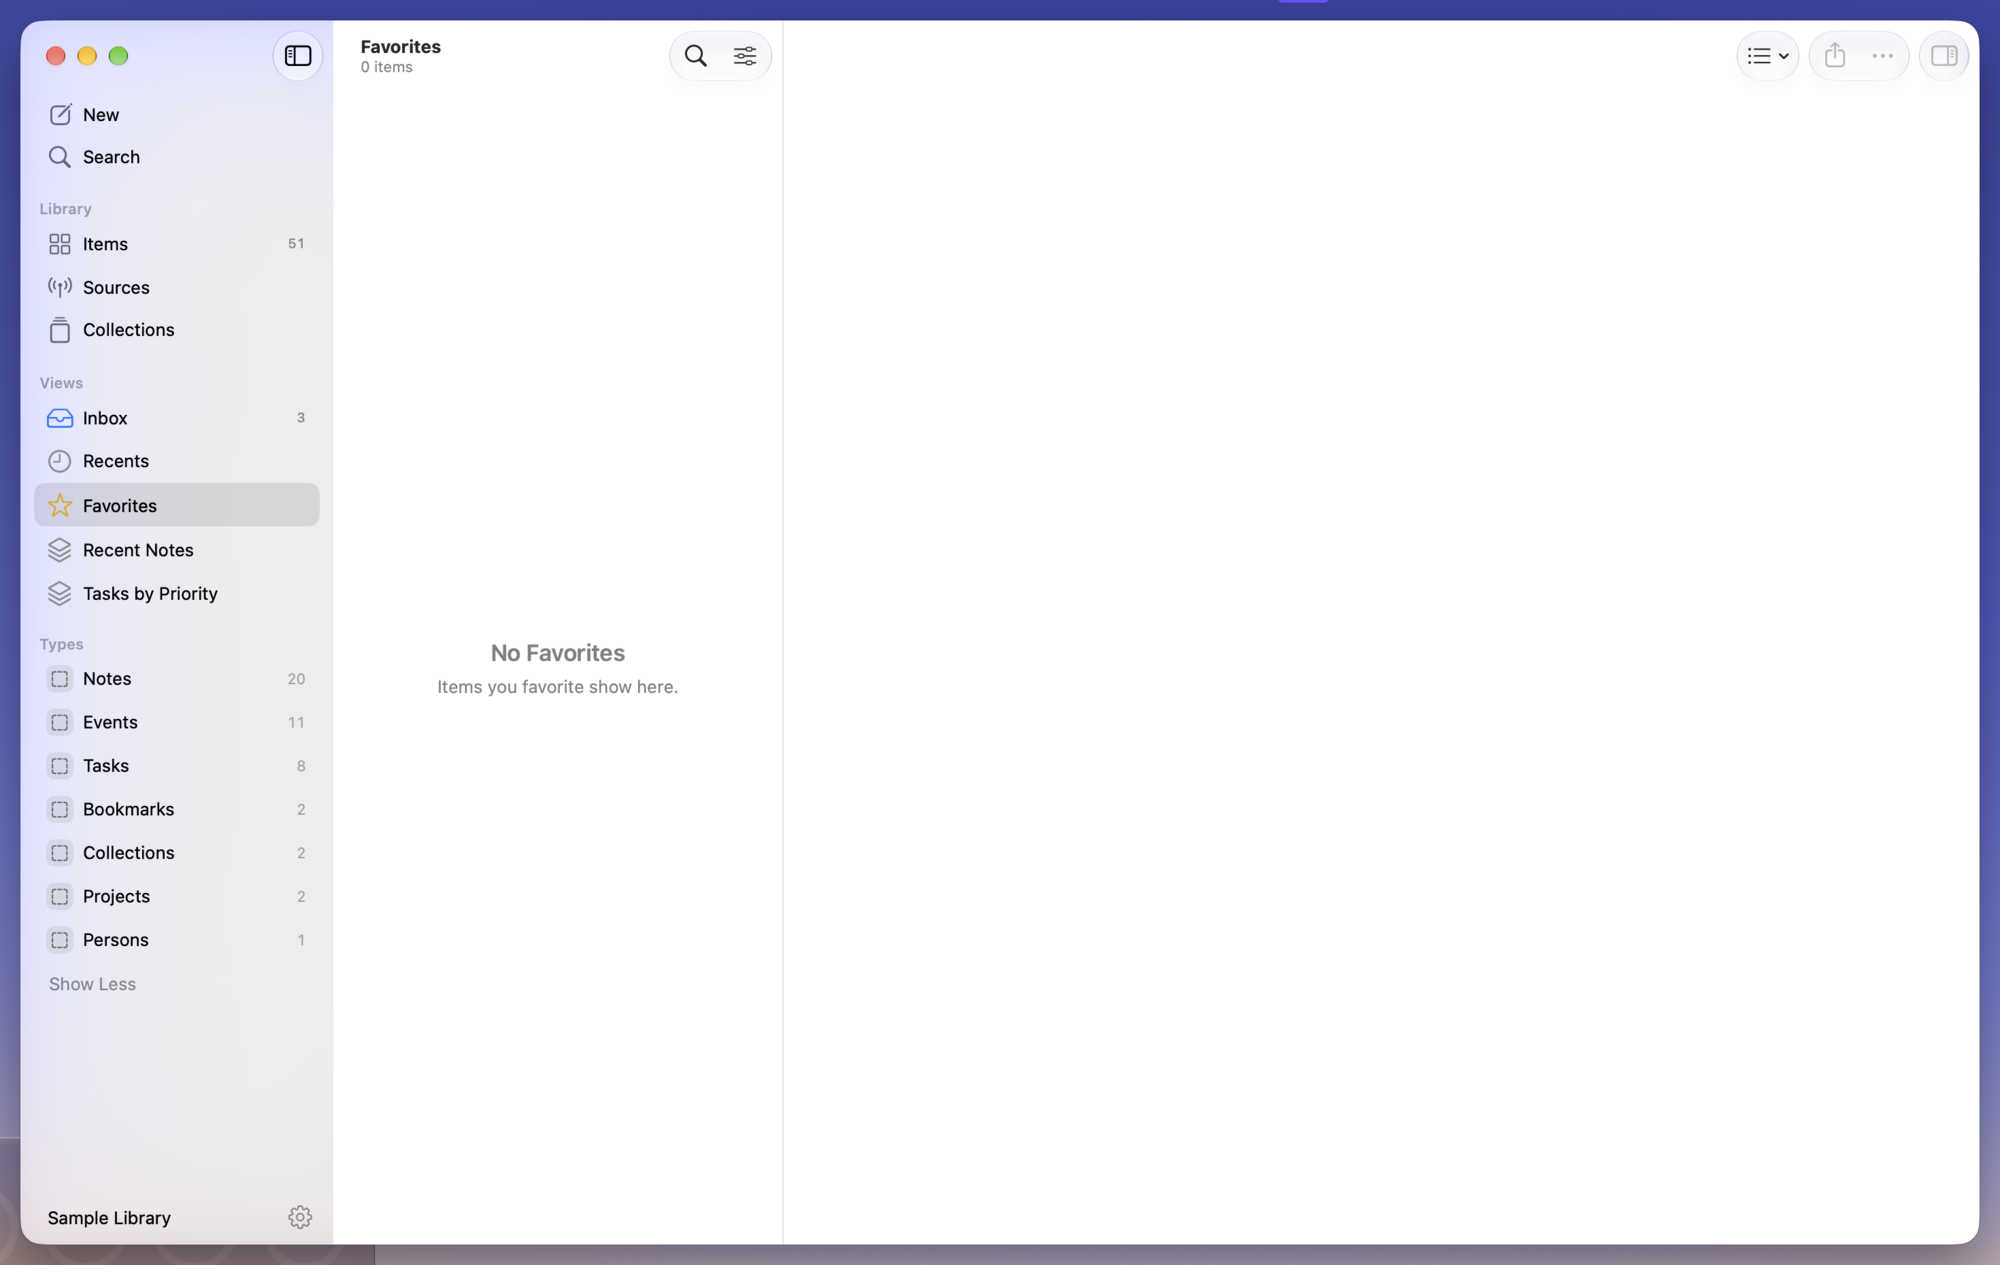 New
Search
Library
Items 51
Sources
Collections
Views
Inbox 3
Recents
Favorites
Recent Notes
Tasks by Priority
Types
Notes 20
Events 11
Tasks 8
Bookmarks 2
Collections 2
Projects 2
Persons 1
Show Less
Sample Library
Favorites
0 items
No Favorites
Items you favorite show here.